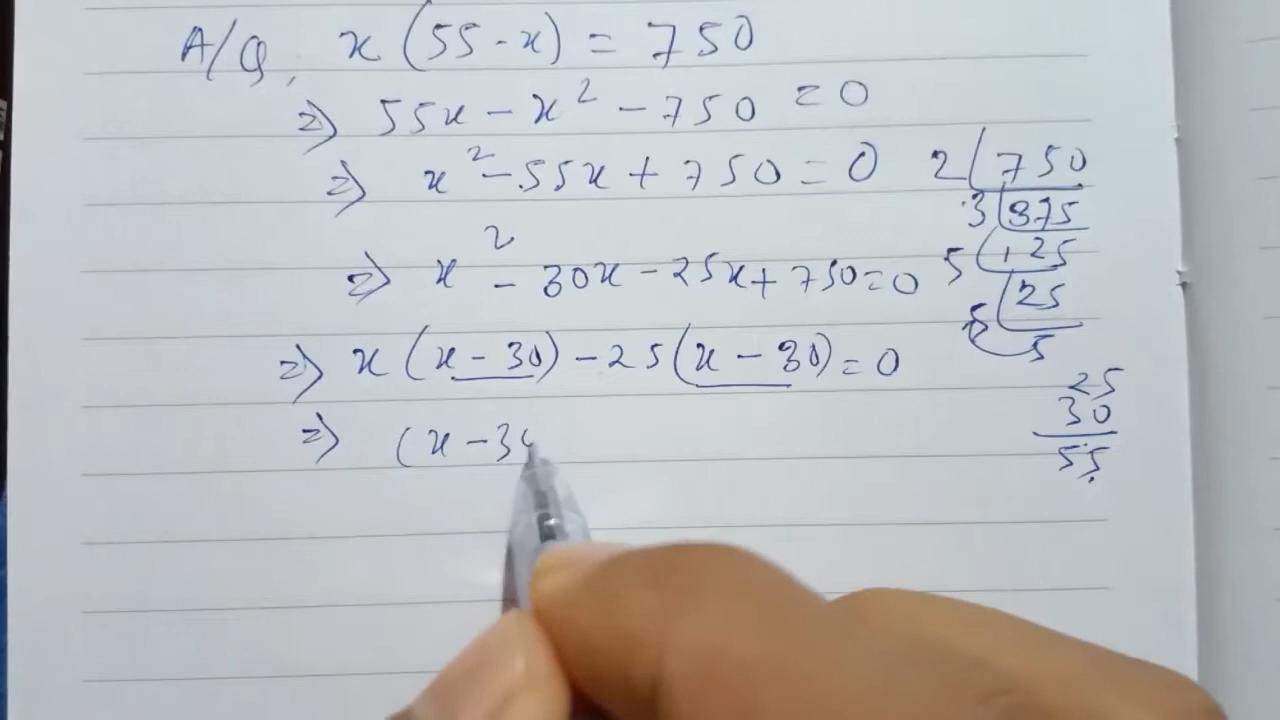 A/Q, x(55-x) = 750
⇒ 55x - x² - 750 = 0
⇒ x² - 55x + 750 = 0
⇒ x² - 30x - 25x + 750 = 0
⇒ x(x - 30) - 25(x - 30) = 0
⇒ (x - 30
2 | 750
3 | 375
5 | 125
5 | 25
5
25
30
55